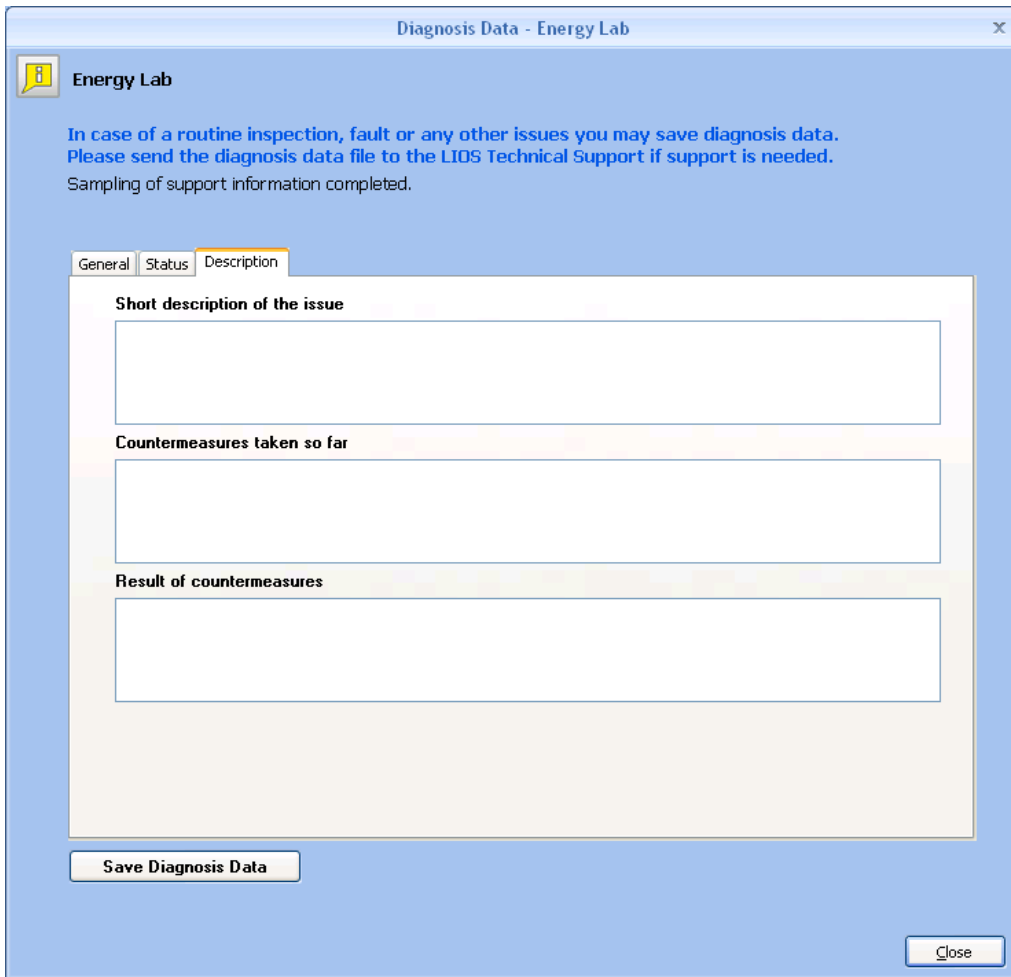 Diagnosis Data - Energy Lab
x
Energy Lab
In case of a routine inspection, fault or any other issues you may save diagnosis data.
Please send the diagnosis data file to the LIOS Technical Support if support is needed.
Sampling of support information completed.
General Status Description
Short description of the issue
Countermeasures taken so far
Result of countermeasures
Save Diagnosis Data
Close